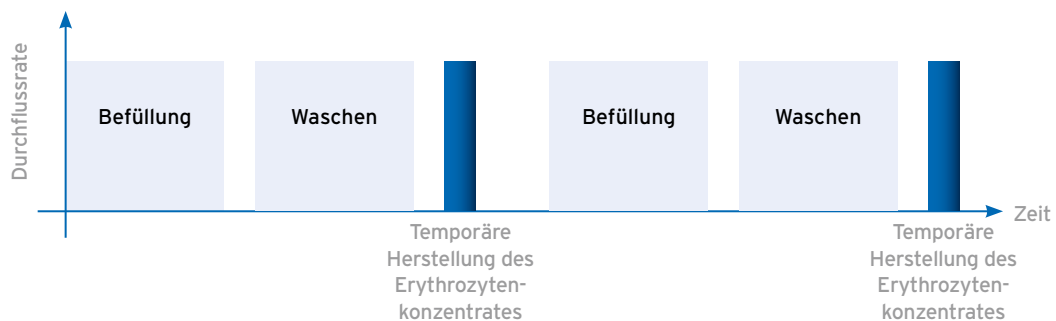 Durchflussrate
Befüllung
Waschen
Befüllung
Waschen
Zeit
Temporäre
Herstellung des
Erythrozyten-
konzentrates
Temporäre
Herstellung des
Erythrozyten-
konzentrates